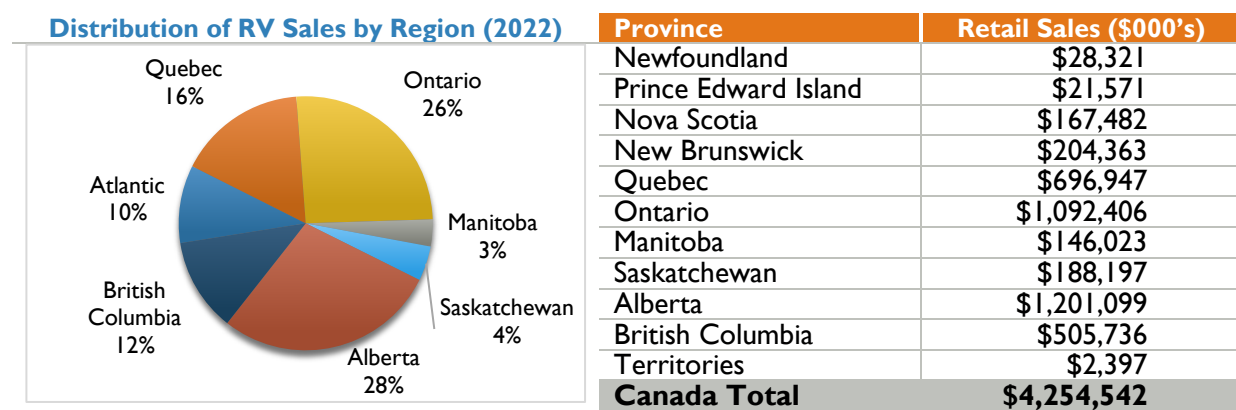 Distribution of RV Sales by Region (2022)
Quebec
16%
Ontario
26%
Atlantic
10%
Manitoba
3%
British
Columbia
12%
Saskatchewan
4%
Alberta
28%
Province Retail Sales ($000's)
Newfoundland $28,321
Prince Edward Island $21,571
Nova Scotia $167,482
New Brunswick $204,363
Quebec $696,947
Ontario $1,092,406
Manitoba $146,023
Saskatchewan $188,197
Alberta $1,201,099
British Columbia $505,736
Territories $2,397
Canada Total $4,254,542